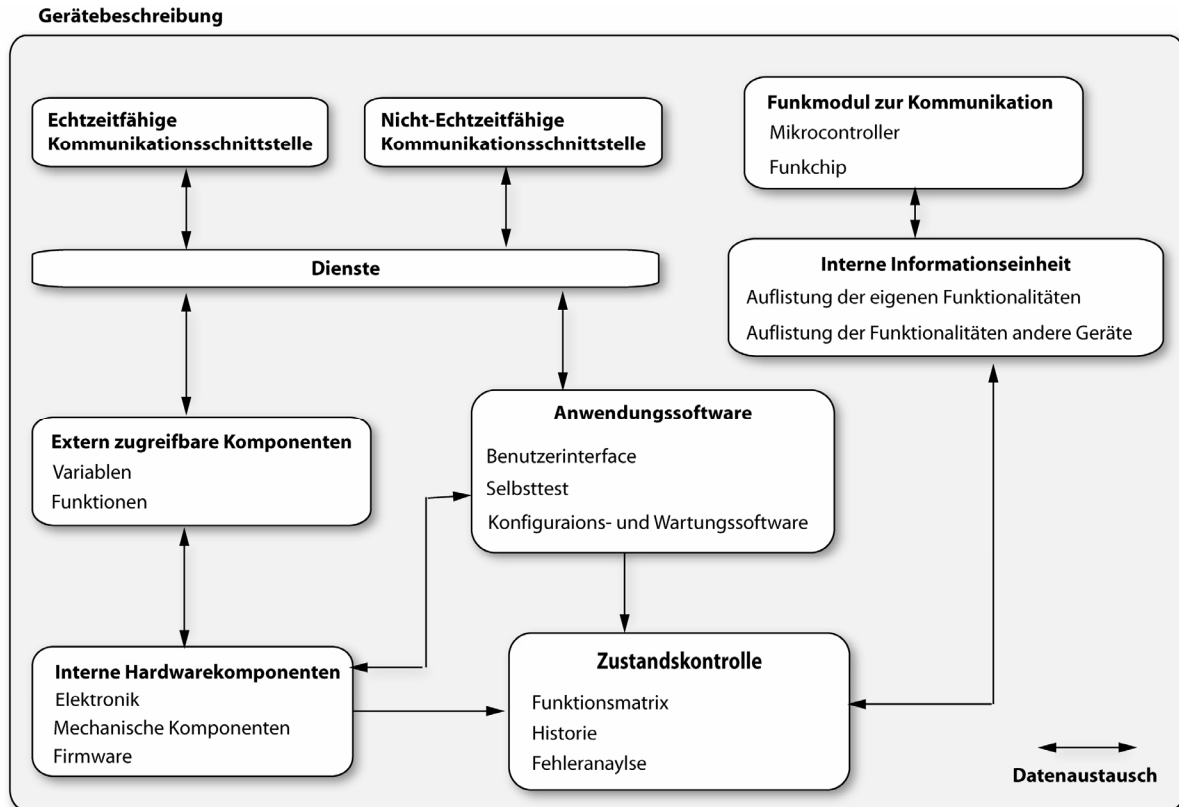 Gerätebeschreibung
Echtzeitfähige
Kommunikationsschnittstelle
Nicht-Echtzeitfähige
Kommunikationsschnittstelle
Funkmodul zur Kommunikation
Mikrocontroller
Funkchip
Dienste
Interne Informationseinheit
Auflistung der eigenen Funktionalitäten
Auflistung der Funktionalitäten andere Geräte
Extern zugreifbare Komponenten
Variablen
Funktionen
Anwendungssoftware
Benutzerinterface
Selbsttest
Konfiguraions- und Wartungssoftware
Interne Hardwarekomponenten
Elektronik
Mechanische Komponenten
Firmware
Zustandskontrolle
Funktionsmatrix
Historie
Fehleranaylse
Datenaustausch